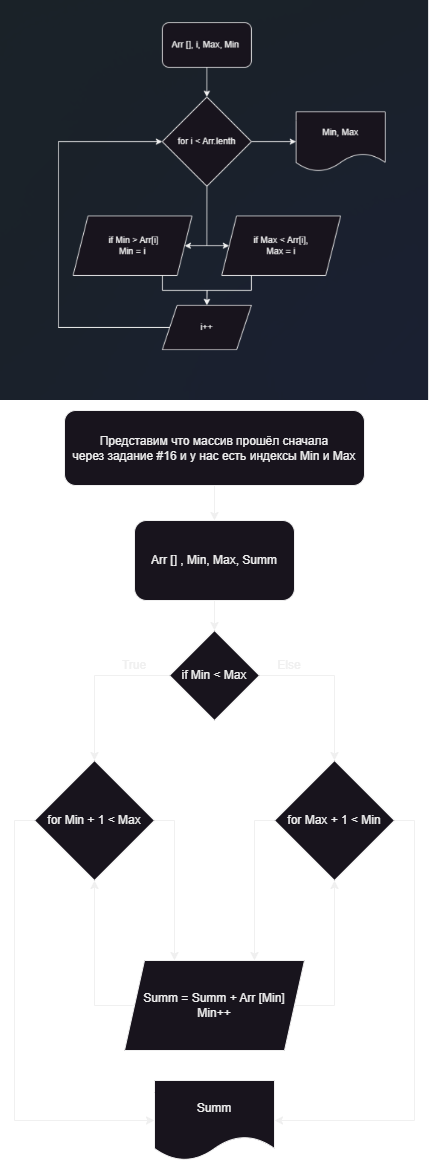 Arr [], i, Max, Min
for i < Arr.lenth
Min, Max
if Min > Arr[i]
Min = i
if Max < Arr[i],
Max = i
i++
Представим что массив прошёл сначала
через задание #16 и у нас есть индексы Min и Max
Arr [] , Min, Max, Summ
True
Else
if Min < Max
for Min + 1 < Max
for Max + 1 < Min
Summ = Summ + Arr [Min]
Min++
Summ